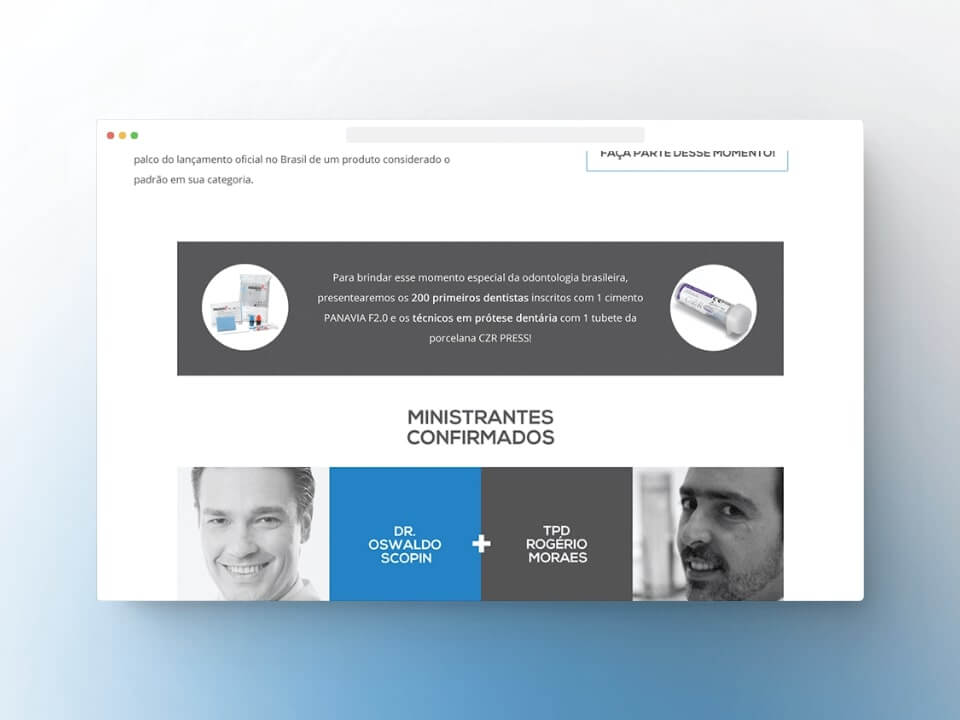 palco do lançamento oficial no Brasil de um produto considerado o
padrão em sua categoria.
FAÇA PARTE DESSE MOMENTO!
Para brindar esse momento especial da odontologia brasileira,
presentearemos os 200 primeiros dentistas inscritos com 1 cimento
PANAVIA F2.0 e os técnicos em prótese dentária com 1 tubete da
porcelana CZR PRESS!
MINISTRANTES
CONFIRMADOS
DR.
OSWALDO
SCOPIN
+
TPD
ROGÉRIO
MORAES